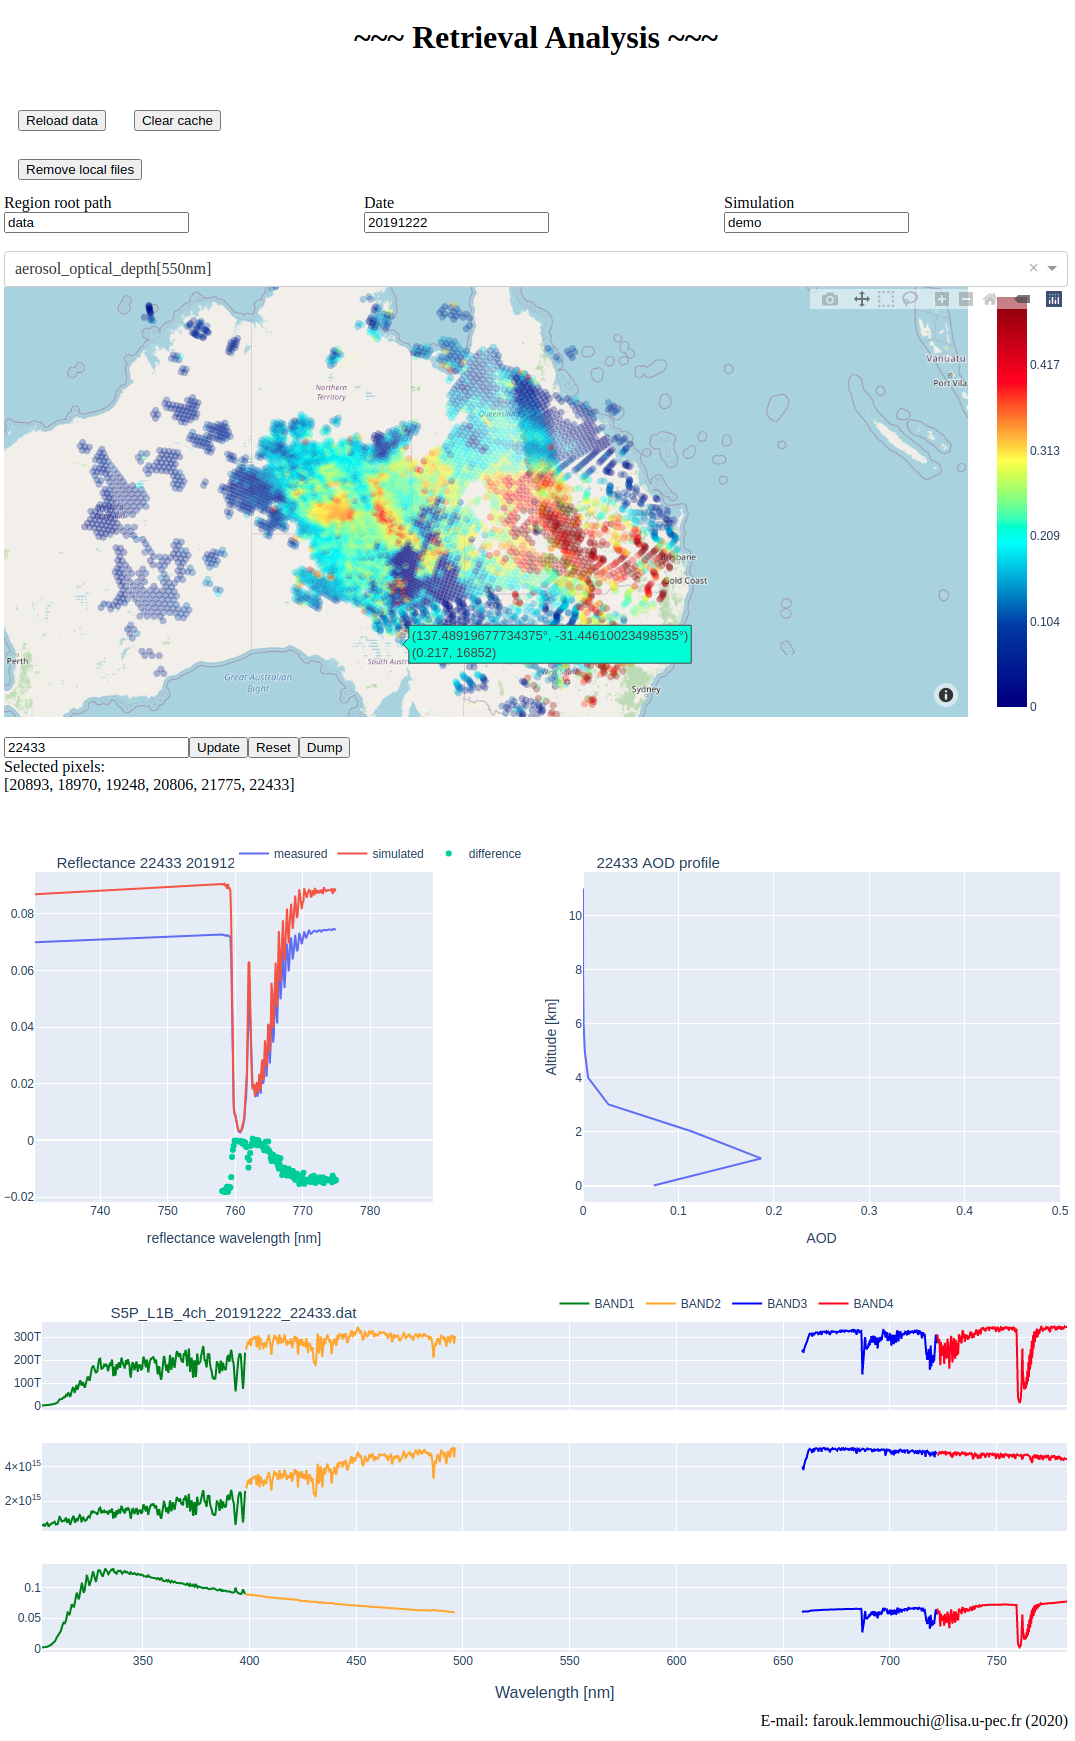 ~~~ Retrieval Analysis ~~~
Reload data Clear cache
Remove local files
Region root path Date Simulation
data 20191222 demo
aerosol_optical_depth[550nm] ×
Northern
Territory
Queensland
Vanuatu
Port Vila
Brisbane
Gold Coast
Perth
Great Australian
Bight
South Austr
Sydney
(137.48919677734375°, -31.44610023498535°)
(0.217, 16852)
0.417
0.313
0.209
0.104
0
22433 Update Reset Dump
Selected pixels:
[20893, 18970, 19248, 20806, 21775, 22433]
Reflectance 22433 201912
measured simulated difference
0.08
0.06
0.04
0.02
0
−0.02
740 750 760 770 780
reflectance wavelength [nm]
22433 AOD profile
Altitude [km]
10
8
6
4
2
0
0 0.1 0.2 0.3 0.4 0.5
AOD
S5P_L1B_4ch_20191222_22433.dat
BAND1 BAND2 BAND3 BAND4
300T
200T
100T
0
4×10¹⁵
2×10¹⁵
0.1
0.05
0
350 400 450 500 550 600 650 700 750
Wavelength [nm]
E-mail: farouk.lemmouchi@lisa.u-pec.fr (2020)